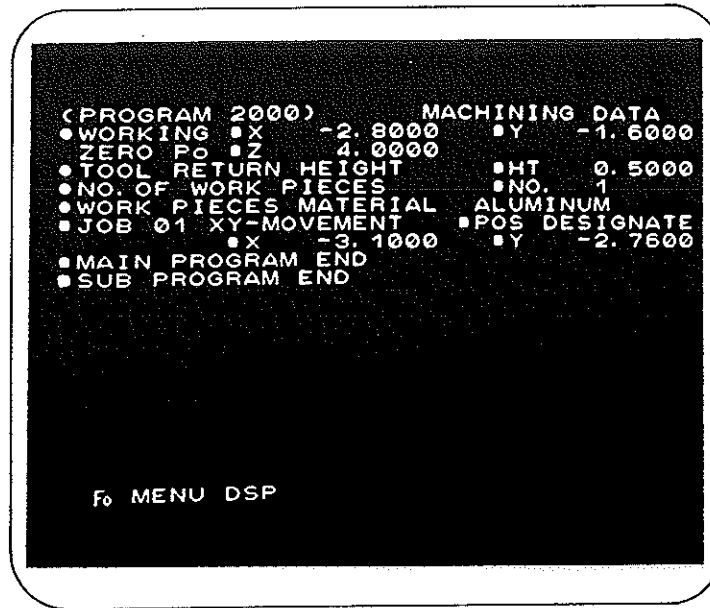 (PROGRAM 2000) MACHINING DATA
●WORKING ■X -2.8000 ■Y -1.6000
ZERO Po ■Z 4.0000
●TOOL RETURN HEIGHT ■HT 0.5000
●NO. OF WORK PIECES ■NO. 1
●WORK PIECES MATERIAL ALUMINUM
■JOB 01 XY-MOVEMENT ■POS DESIGNATE
■X -3.1000 ■Y -2.7600
■MAIN PROGRAM END
■SUB PROGRAM END
Fo MENU DSP